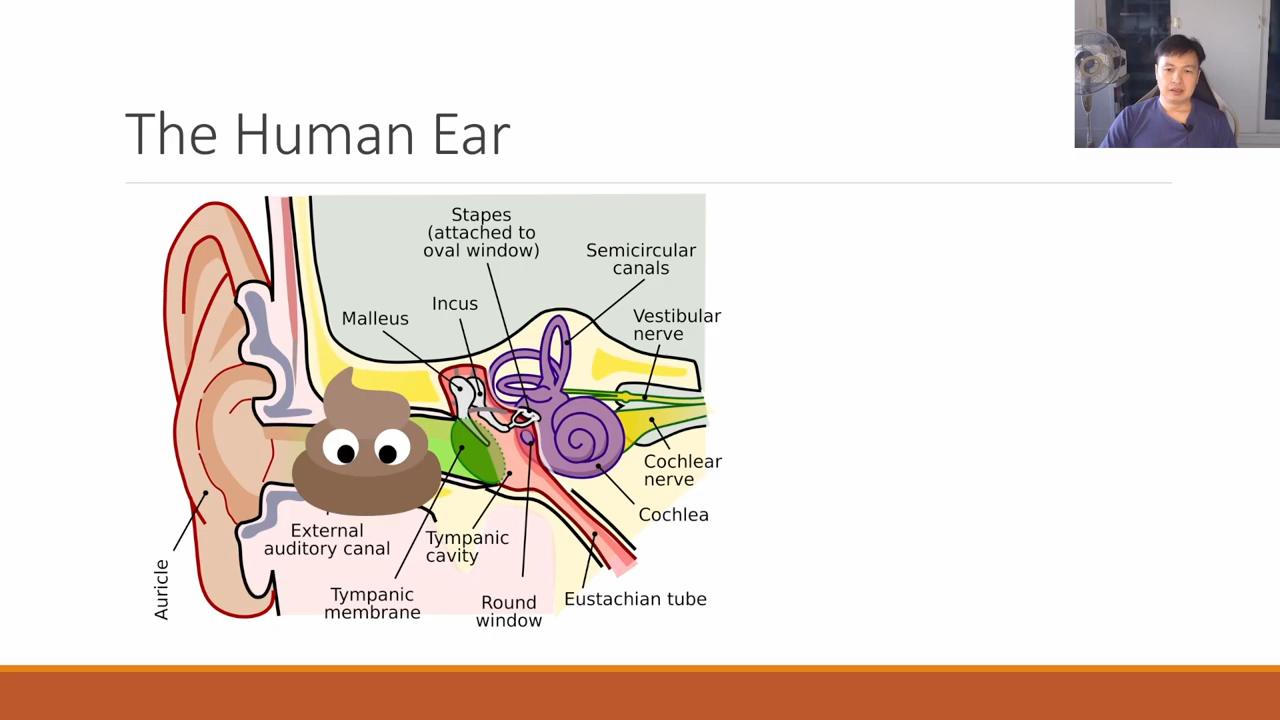 The Human Ear
Stapes
(attached to
oval window)
Semicircular
canals
Incus
Malleus
Vestibular
nerve
Cochlear
nerve
Cochlea
External
auditory canal
Tympanic
cavity
Auricle
Tympanic
membrane
Round
window
Eustachian tube